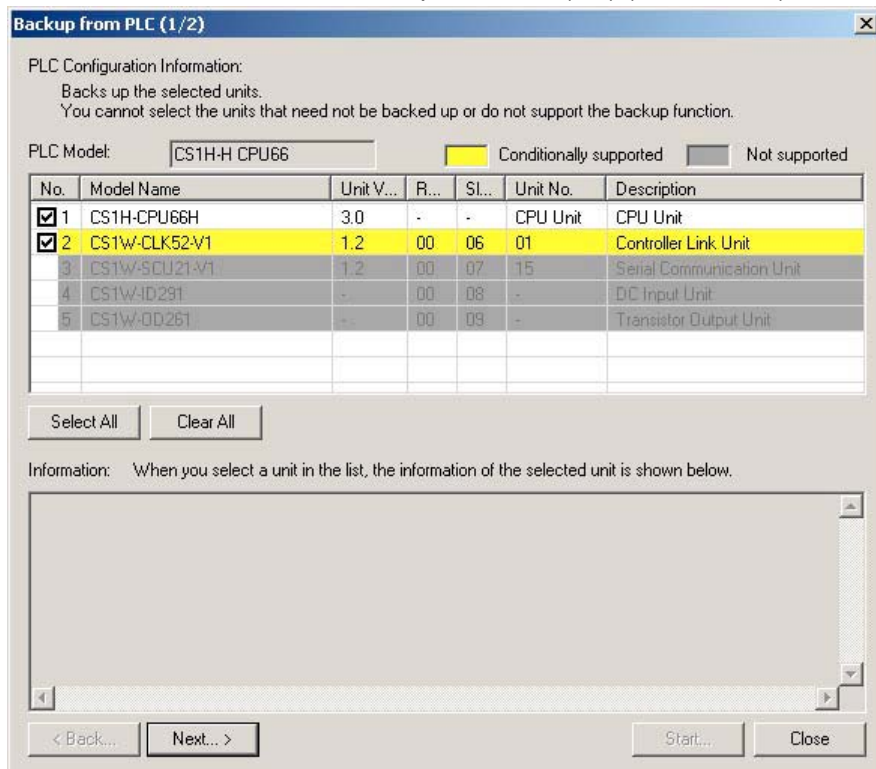 Backup from PLC (1/2)
PLC Configuration Information:
Backs up the selected units.
You cannot select the units that need not be backed up or do not support the backup function.
PLC Model: CS1H-H CPU66 Conditionally supported Not supported
No. Model Name Unit V... R... Sl... Unit No. Description
1 CS1H-CPU66H 3.0 - - CPU Unit CPU Unit
2 CS1W-CLK52-V1 1.2 00 06 01 Controller Link Unit
3 CS1W-SCU21-V1 1.2 00 07 15 Serial Communication Unit
4 CS1W-ID291 - 00 08 - DC Input Unit
5 CS1W-OD261 - 00 09 - Transistor Output Unit
Select All Clear All
Information: When you select a unit in the list, the information of the selected unit is shown below.
< Back... Next... > Start... Close